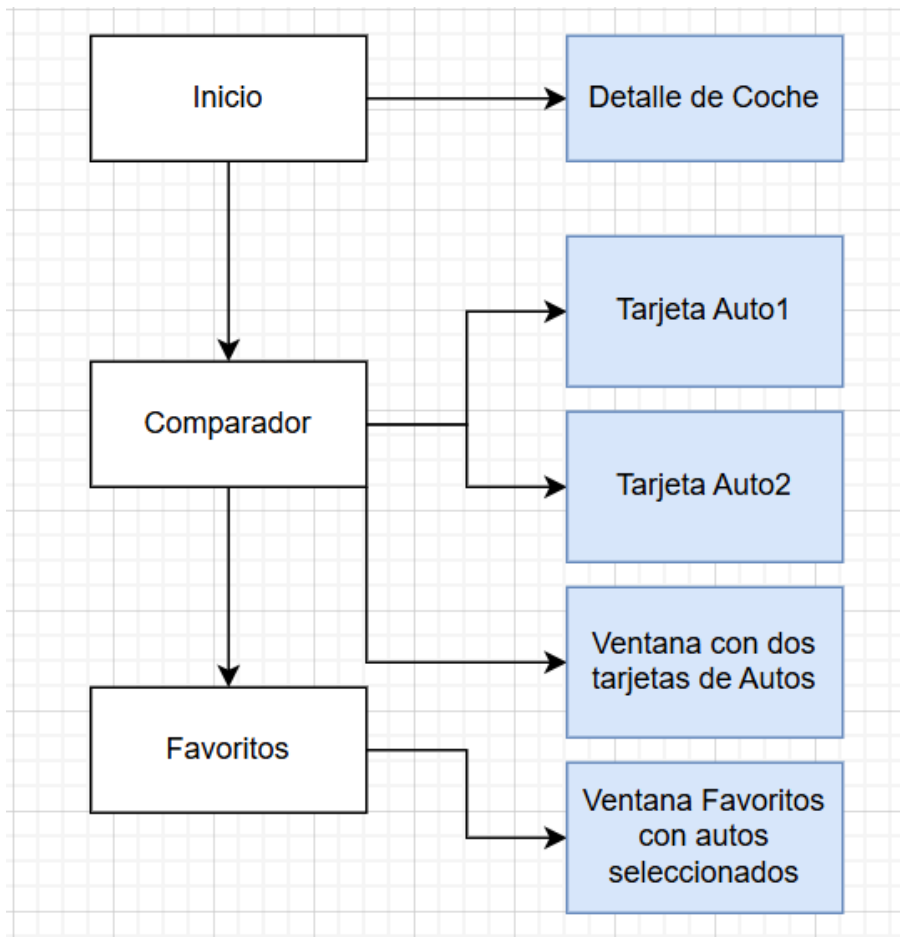 Inicio
Detalle de Coche
Tarjeta Auto1
Comparador
Tarjeta Auto2
Ventana con dos
tarjetas de Autos
Favoritos
Ventana Favoritos
con autos
seleccionados